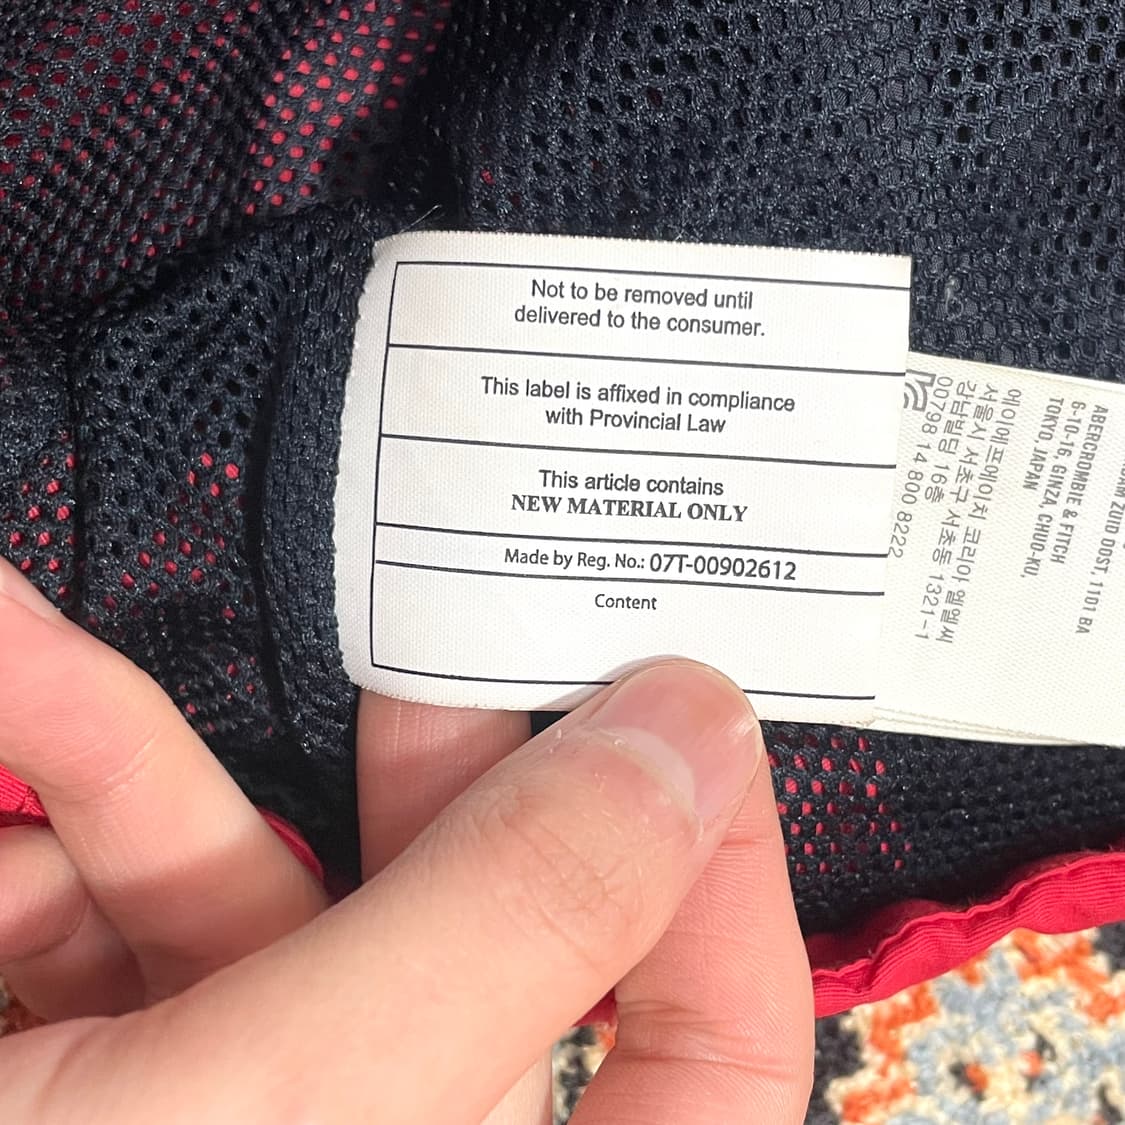 Not to be removed until
delivered to the consumer.
This label is affixed in compliance
with Provincial Law
This article contains
NEW MATERIAL ONLY
Made by Reg. No.: 07T-00902612
Content
ZUID OOST, 1101 BA
ABERCROMBIE & FITCH
6-10-16, GINZA, CHUO-KU,
TOKYO, JAPAN
에이에프에이치 코리아 엘엘씨
서울시 서초구 서초동 1321-1
강남빌딩 16층
00798 14 800 8222